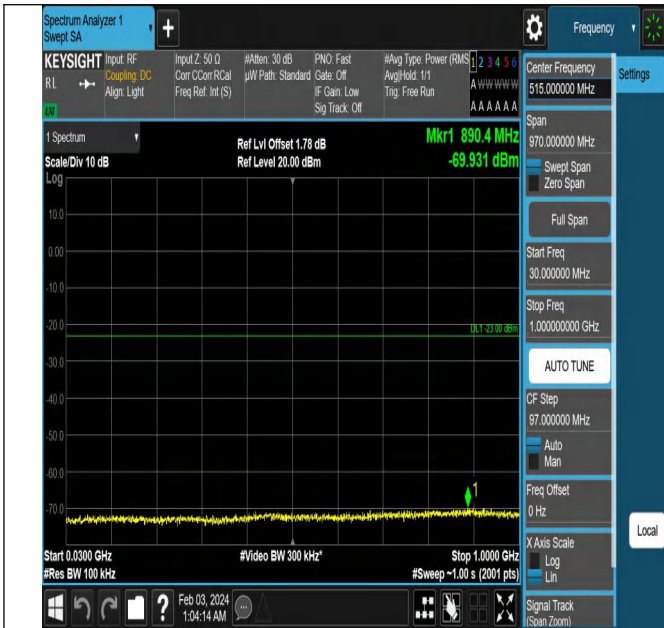 Spectrum Analyzer 1
Swept SA
Frequency
KEYSIGHT
RL
LXI
Input: RF
Coupling: DC
Align: Light
Input Z: 50 Ω
Corr CCorr RCal
Freq Ref: Int (S)
#Atten: 30 dB
µW Path: Standard
PNO: Fast
Gate: Off
IF Gain: Low
Sig Track: Off
#Avg Type: Power (RMS
Avg|Hold: 1/1
Trig: Free Run
1 2 3 4 5 6
A W W W W W
A A A A A A
1 Spectrum
Scale/Div 10 dB
Log
Ref Lvl Offset 1.78 dB
Ref Level 20.00 dBm
Mkr1 890.4 MHz
-69.931 dBm
10.0
0.00
-10.0
-20.0
DL1 -23.00 dBm
-30.0
-40.0
-50.0
-60.0
-70.0
1
Start 0.0300 GHz
#Res BW 100 kHz
#Video BW 300 kHz*
Stop 1.0000 GHz
#Sweep ~1.00 s (2001 pts)
Feb 03, 2024
1:04:14 AM
Center Frequency
515.000000 MHz
Settings
Span
970.000000 MHz
Swept Span
Zero Span
Full Span
Start Freq
30.000000 MHz
Stop Freq
1.000000000 GHz
AUTO TUNE
CF Step
97.000000 MHz
Auto
Man
Freq Offset
0 Hz
X Axis Scale
Log
Lin
Local
Signal Track
(Span Zoom)